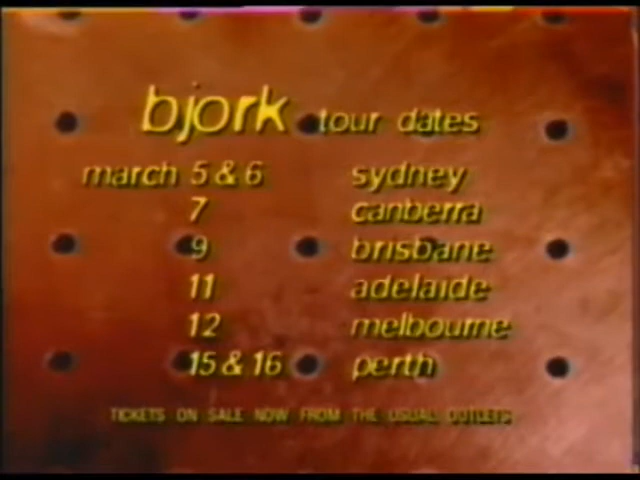 bjork tour dates
march 5 & 6 sydney
7 canberra
9 brisbane
11 adelaide
12 melbourne
15 & 16 perth
TICKETS ON SALE NOW FROM THE USUAL OUTLETS